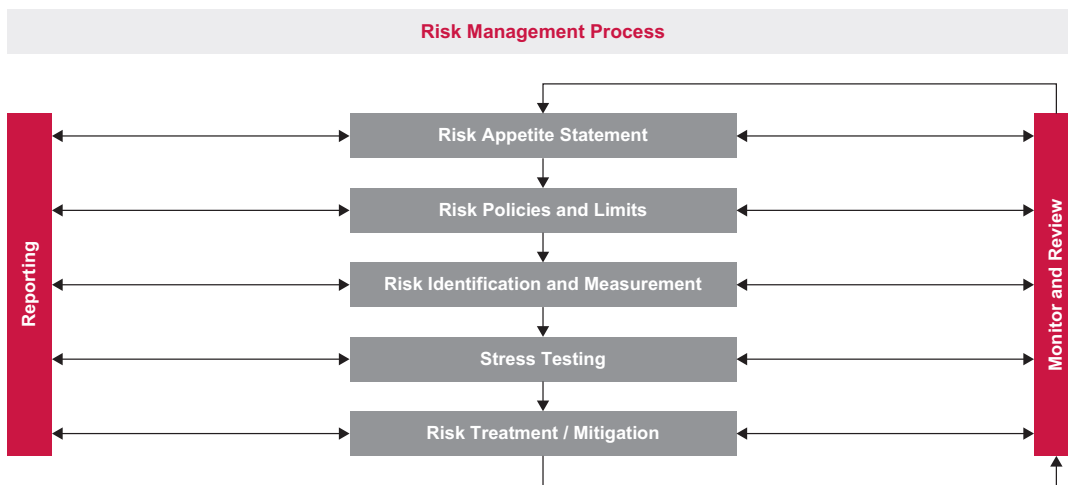 Risk Management Process
Risk Appetite Statement
Risk Policies and Limits
Risk Identification and Measurement
Stress Testing
Risk Treatment / Mitigation
Reporting
Monitor and Review